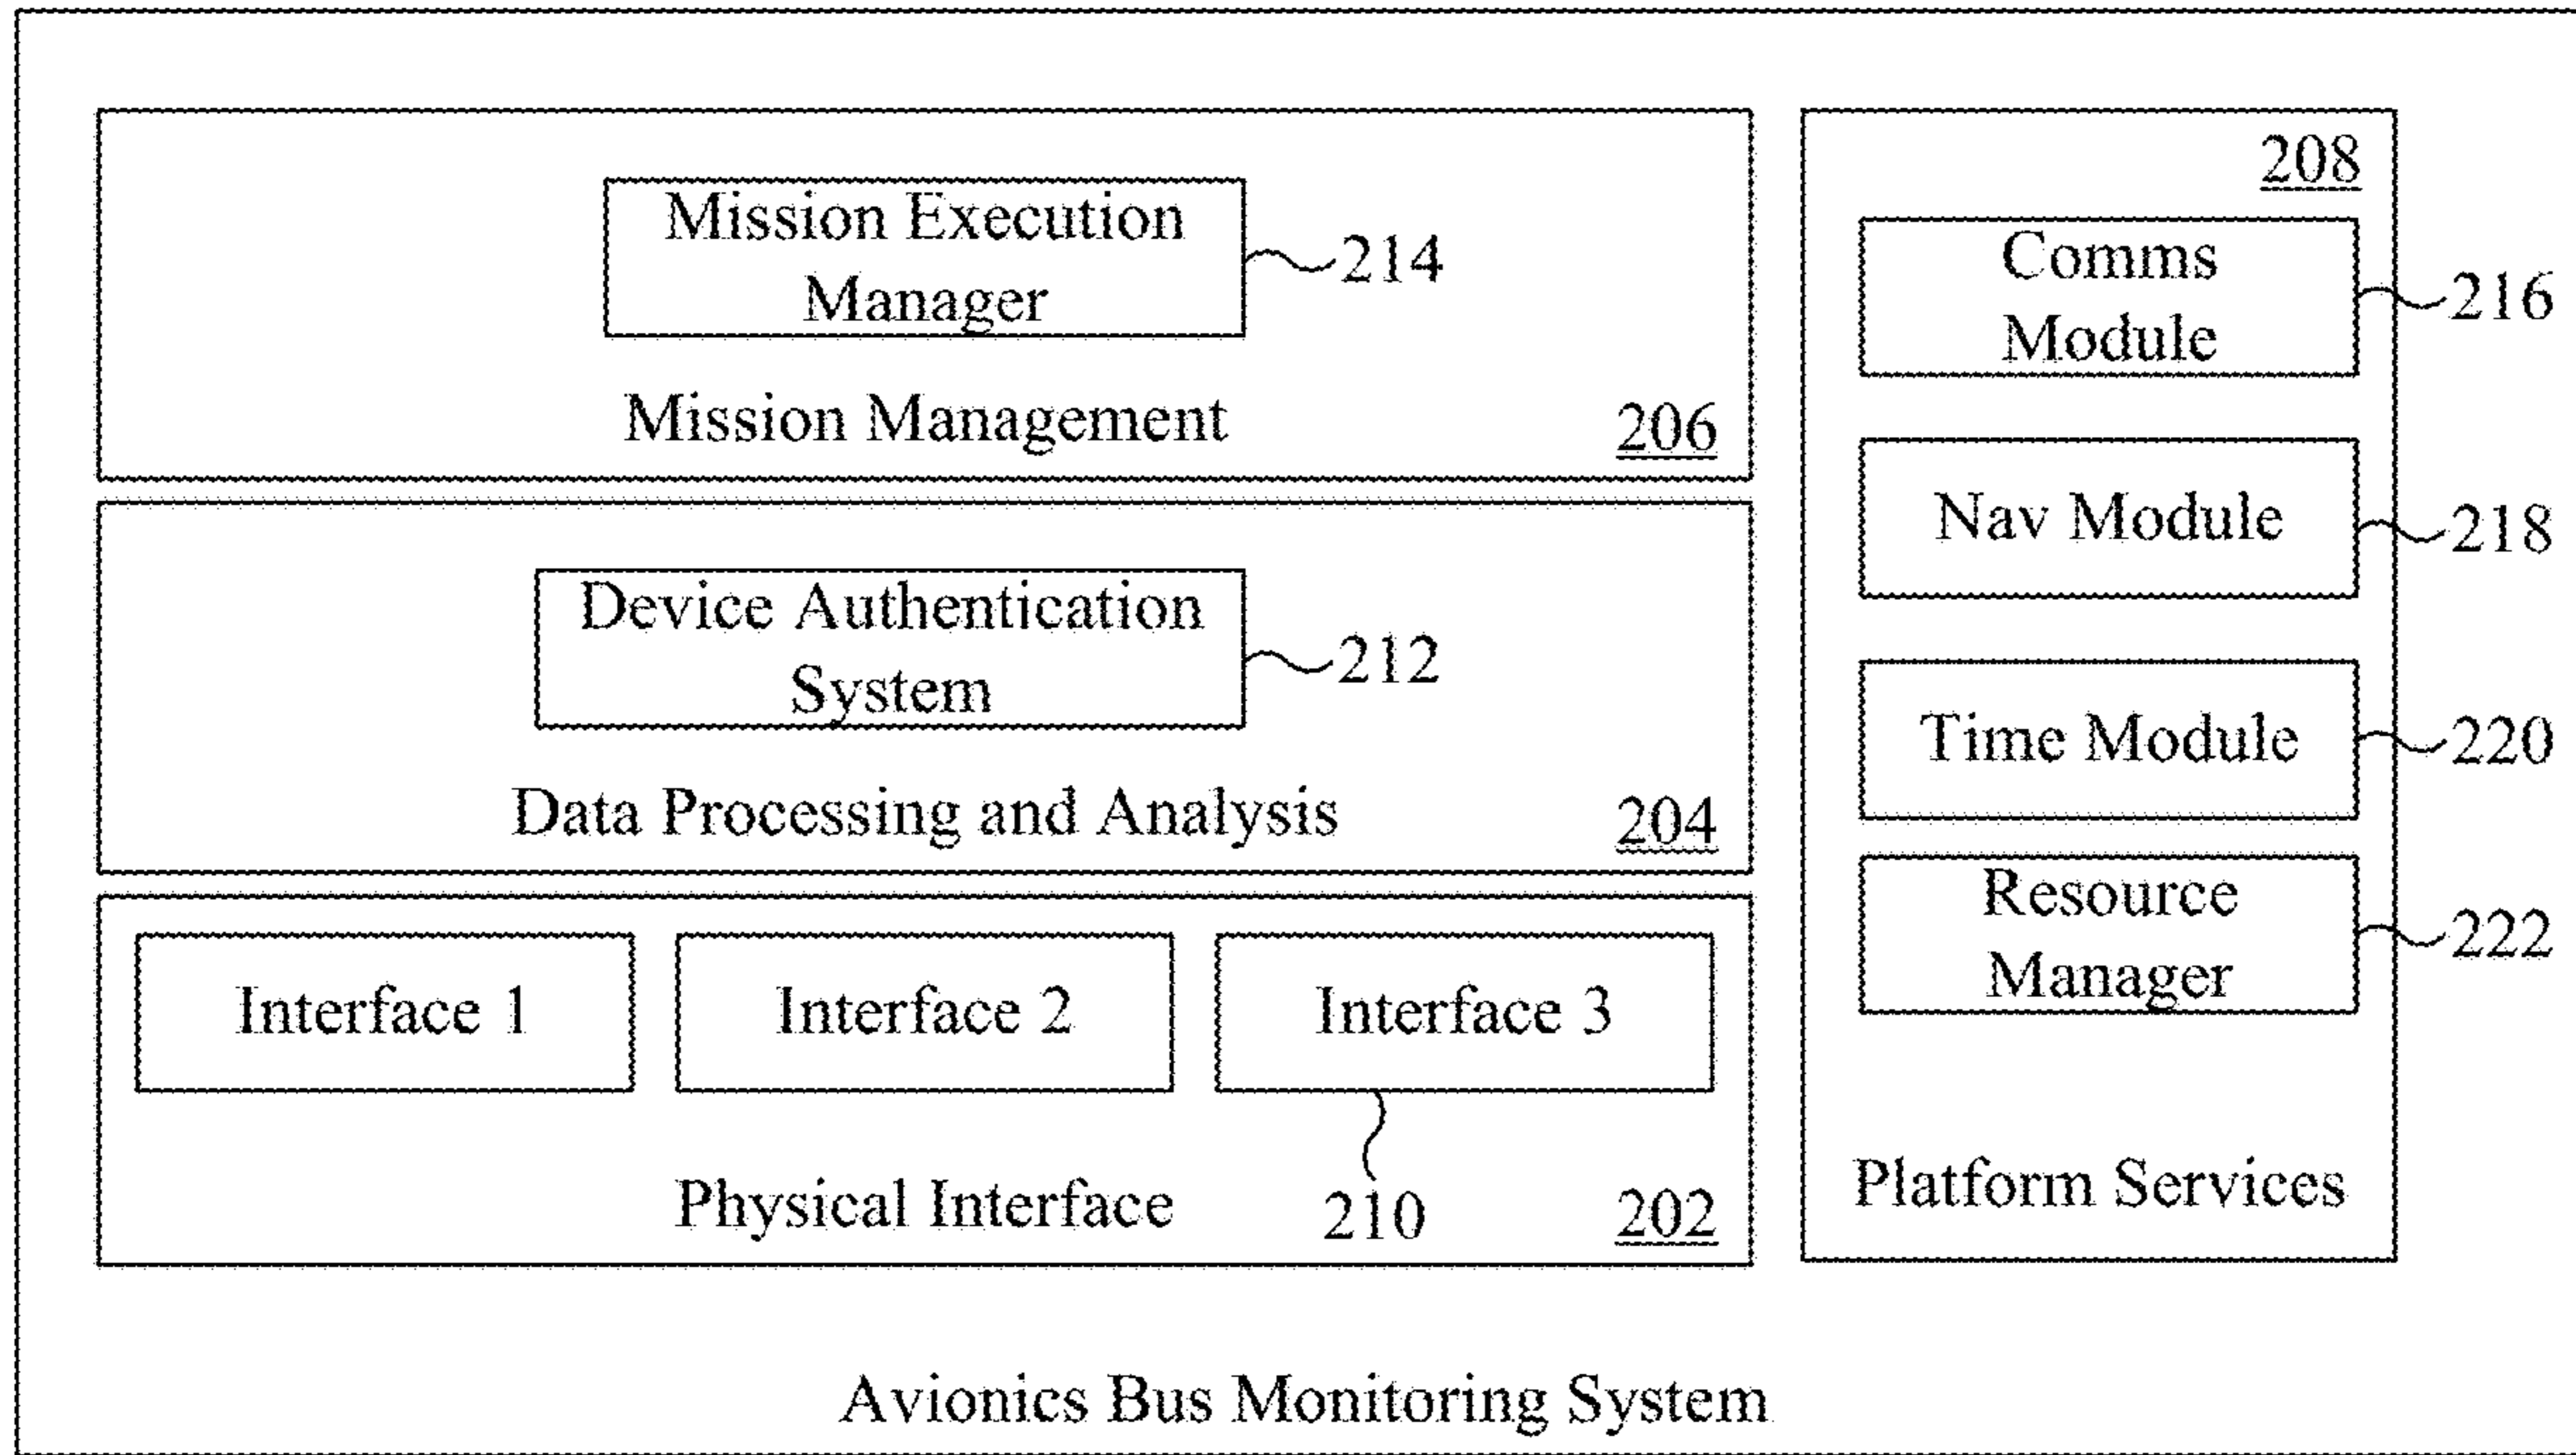 Mission Execution
Manager
214
Mission Management
206
Device Authentication
System
212
Data Processing and Analysis
204
Interface 1
Interface 2
Interface 3
210
Physical Interface
202
208
Comms
Module
216
Nav Module
218
Time Module
220
Resource
Manager
222
Platform Services
Avionics Bus Monitoring System